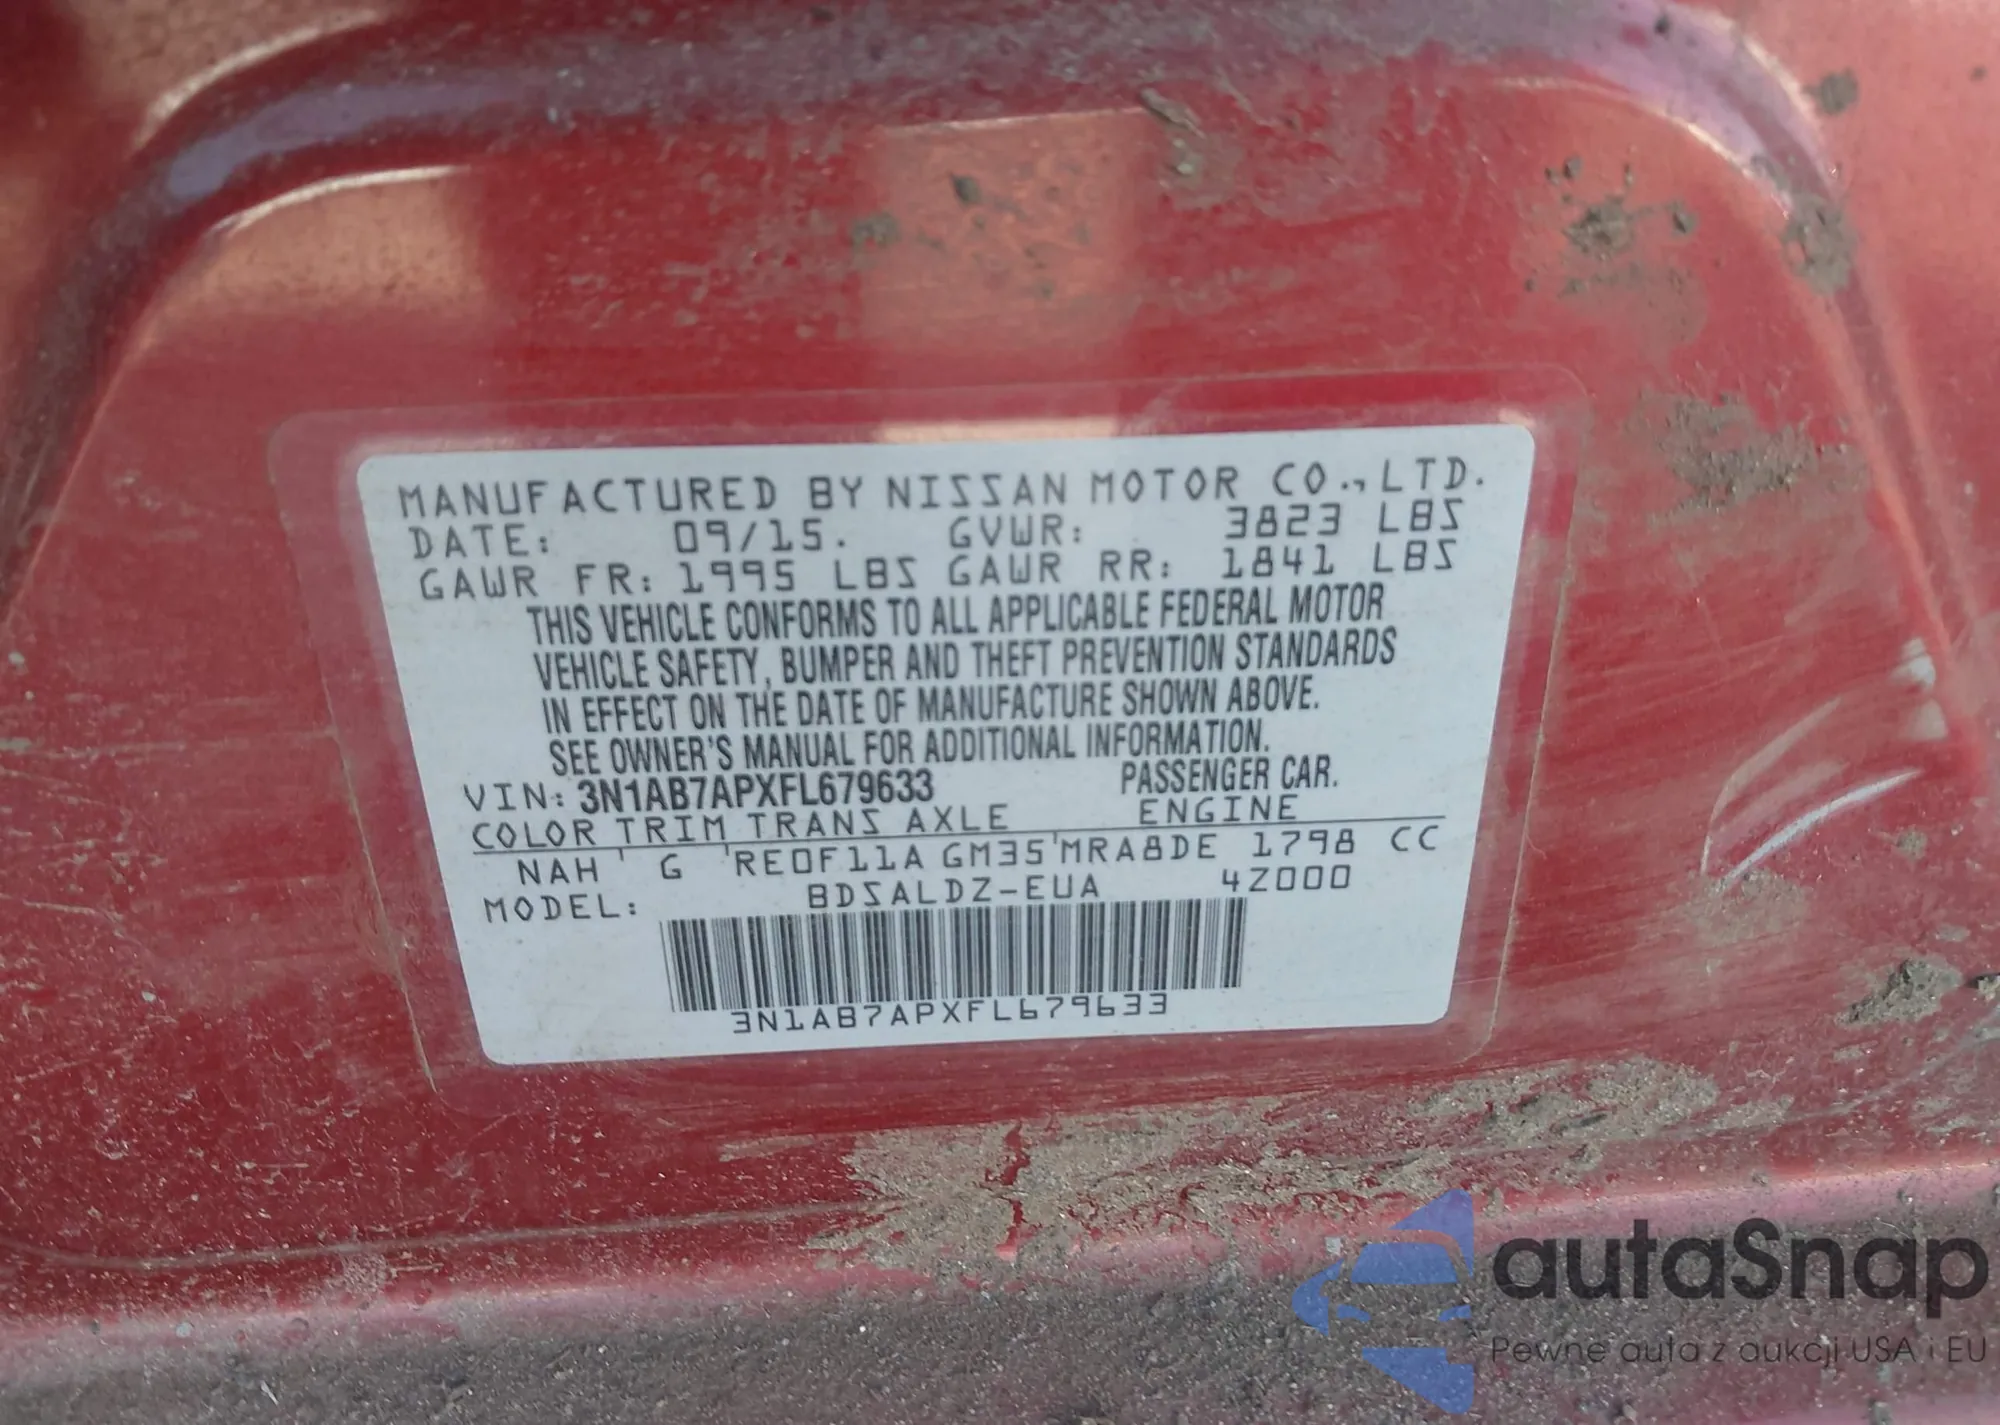 MANUFACTURED BY NISSAN MOTOR CO., LTD.
DATE: 09/15. GVWR: 3823 LBS
GAWR FR: 1995 LBS GAWR RR: 1841 LBS
THIS VEHICLE CONFORMS TO ALL APPLICABLE FEDERAL MOTOR
VEHICLE SAFETY, BUMPER AND THEFT PREVENTION STANDARDS
IN EFFECT ON THE DATE OF MANUFACTURE SHOWN ABOVE.
SEE OWNER'S MANUAL FOR ADDITIONAL INFORMATION.
VIN: 3N1AB7APXFL679633 PASSENGER CAR.
COLOR TRIM TRANS AXLE ENGINE
NAH G RE0F11A GM35 MRA8DE 1798 CC
MODEL: BDSALDZ-EUA 4Z000
3N1AB7APXFL679633
autaSnap
Pewne auta z aukcji USA i EU